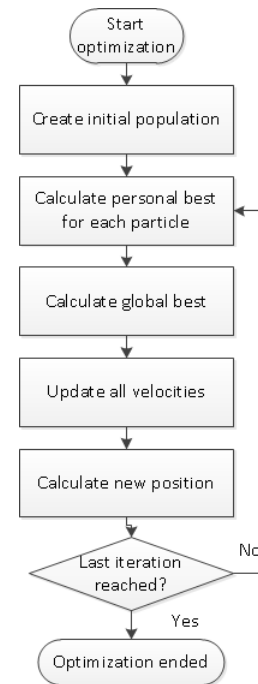 Start
optimization
Create initial population
Calculate personal best
for each particle
Calculate global best
Update all velocities
Calculate new position
Last iteration
reached?
No
Yes
Optimization ended